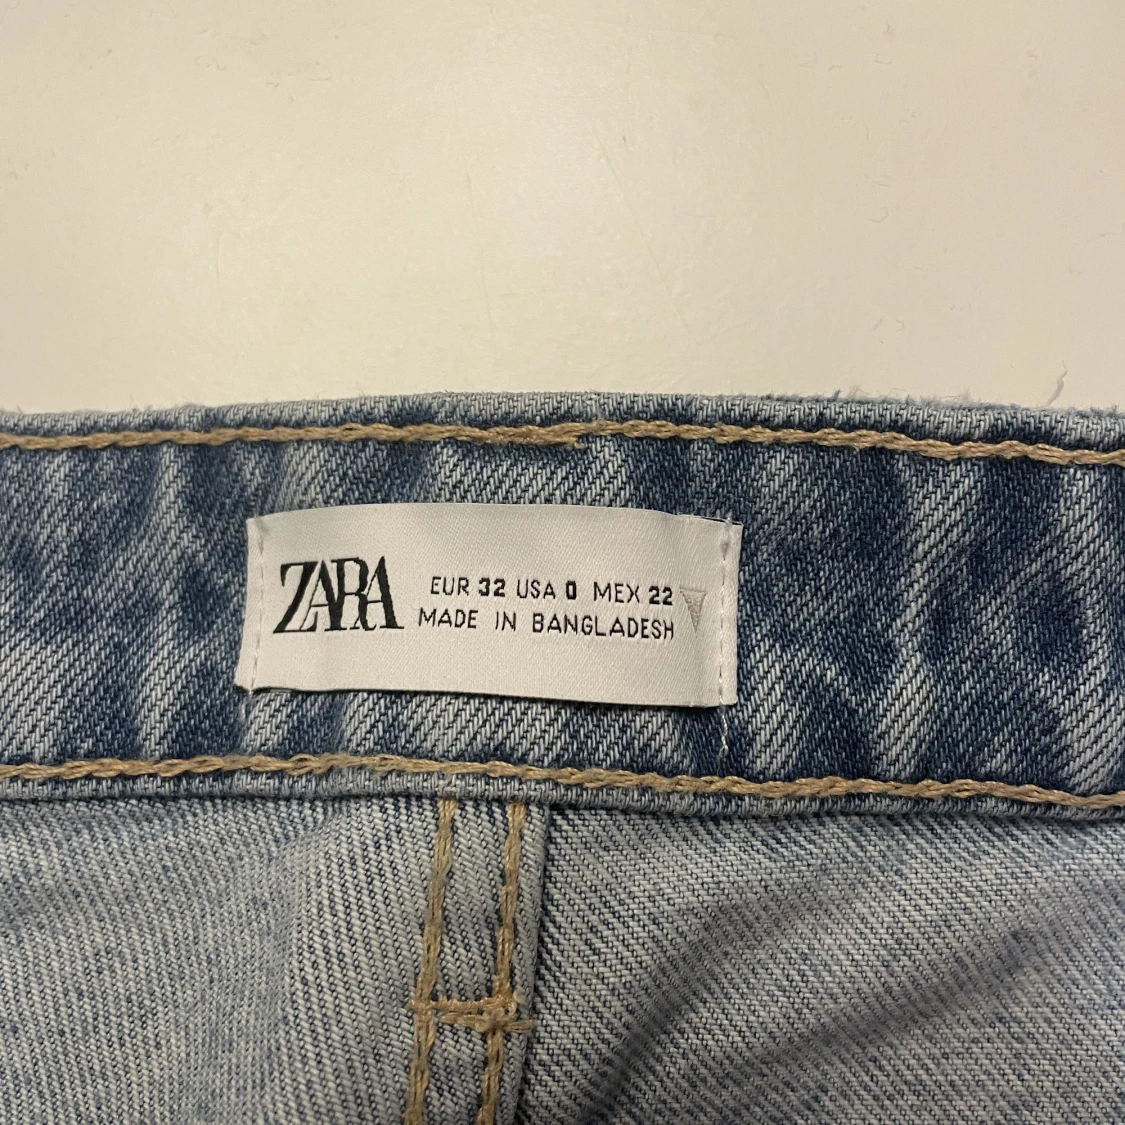 ZARA
EUR 32 USA 0 MEX 22
MADE IN BANGLADESH